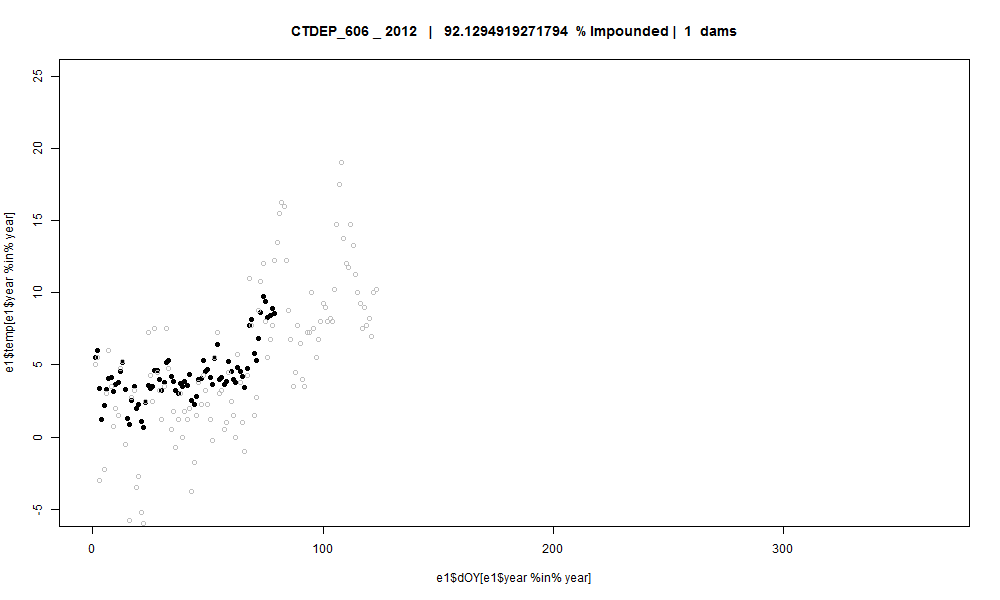 CTDEP_606 _ 2012 | 92.1294919271794 % Impounded | 1 dams
e1$temp[e1$year %in% year]
25
20
15
10
5
0
-5
0 100 200 300
e1$dOY[e1$year %in% year]